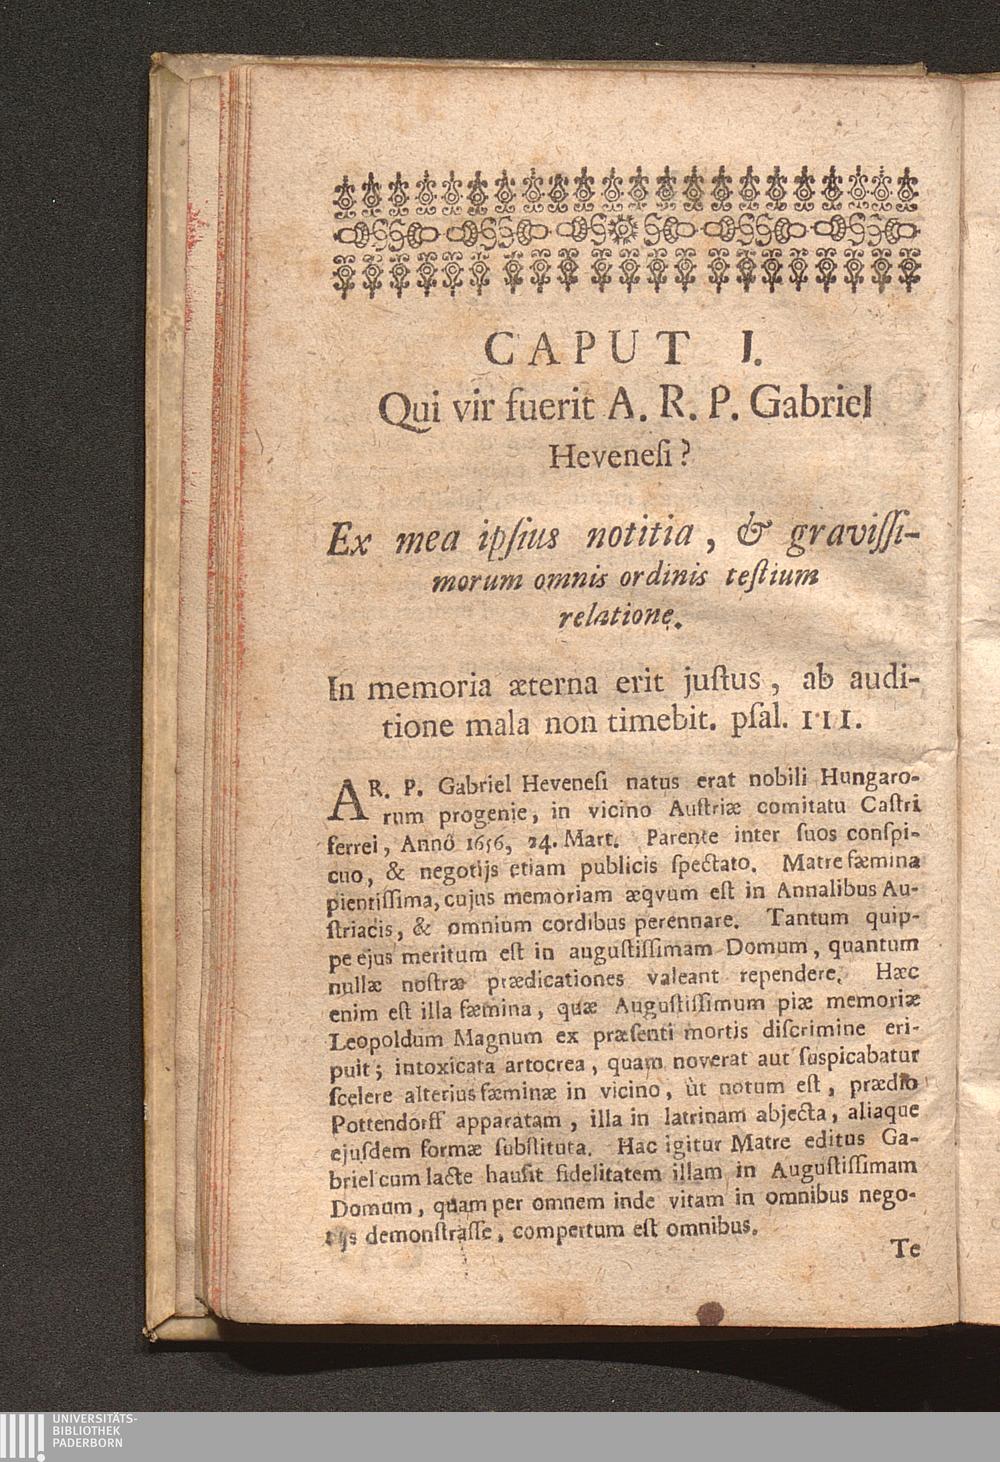 CAPUT I.
Qui vir fuerit A. R. P. Gabriel
Heveneſi?
Ex mea ipſius notitia, & graviſſi-
morum omnis ordinis teſtium
relatione.
In memoria æterna erit juſtus, ab audi-
tione mala non timebit. pſal. III.
A R. P. Gabriel Heveneſi natus erat nobili Hungaro-
rum progenie, in vicino Auſtriæ comitatu Caſtri
ferrei, Annô 1656, 24. Mart. Parente inter ſuos conſpi-
cuo, & negotijs etiam publicis ſpectato. Matre fæmina
pientiſſima, cujus memoriam æqvum eſt in Annalibus Au-
ſtriacis, & omnium cordibus perennare. Tantum quip-
pe ejus meritum eſt in auguſtiſſimam Domum, quantum
nullæ noſtræ prædicationes valeant rependere. Hæc
enim eſt illa fæmina, quæ Auguſtiſſimum piæ memoriæ
Leopoldum Magnum ex præſenti mortis diſcrimine eri-
puit; intoxicata artocrea, quam noverat aut ſuspicabatur
ſcelere alterius fæminæ in vicino, ùt notum eſt, prædio
Pottendorff apparatam, illa in latrinam abjecta, aliaque
ejuſdem formæ ſubſtituta. Hac igitur Matre editus Ga-
briel cum lacte hauſit fidelitatem illam in Auguſtiſſimam
Domum, quam per omnem inde vitam in omnibus nego-
tijs demonſtraſſe, compertum eſt omnibus.
Te
UNIVERSITÄTS-
BIBLIOTHEK
PADERBORN